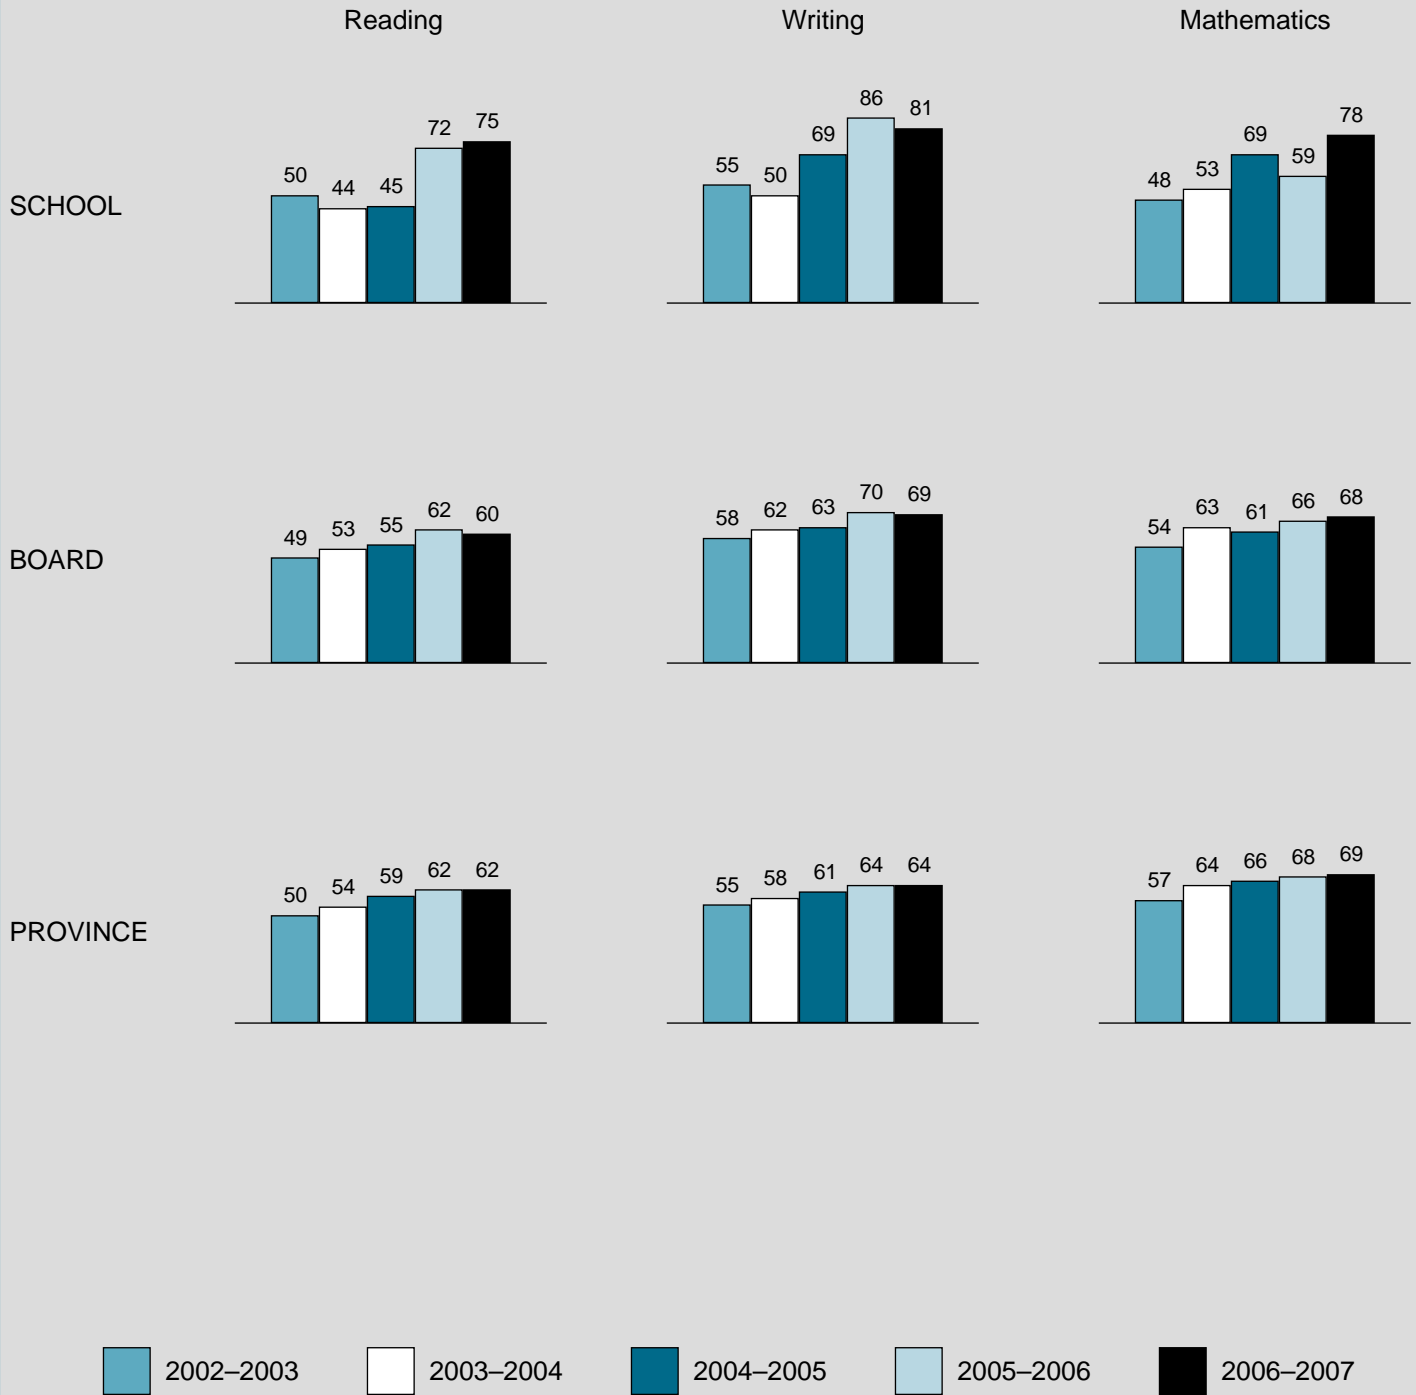 Reading Writing Mathematics
SCHOOL
50 44 45 72 75
55 50 69 86 81
48 53 69 59 78
BOARD
49 53 55 62 60
58 62 63 70 69
54 63 61 66 68
PROVINCE
50 54 59 62 62
55 58 61 64 64
57 64 66 68 69
2002–2003 2003–2004 2004–2005 2005–2006 2006–2007